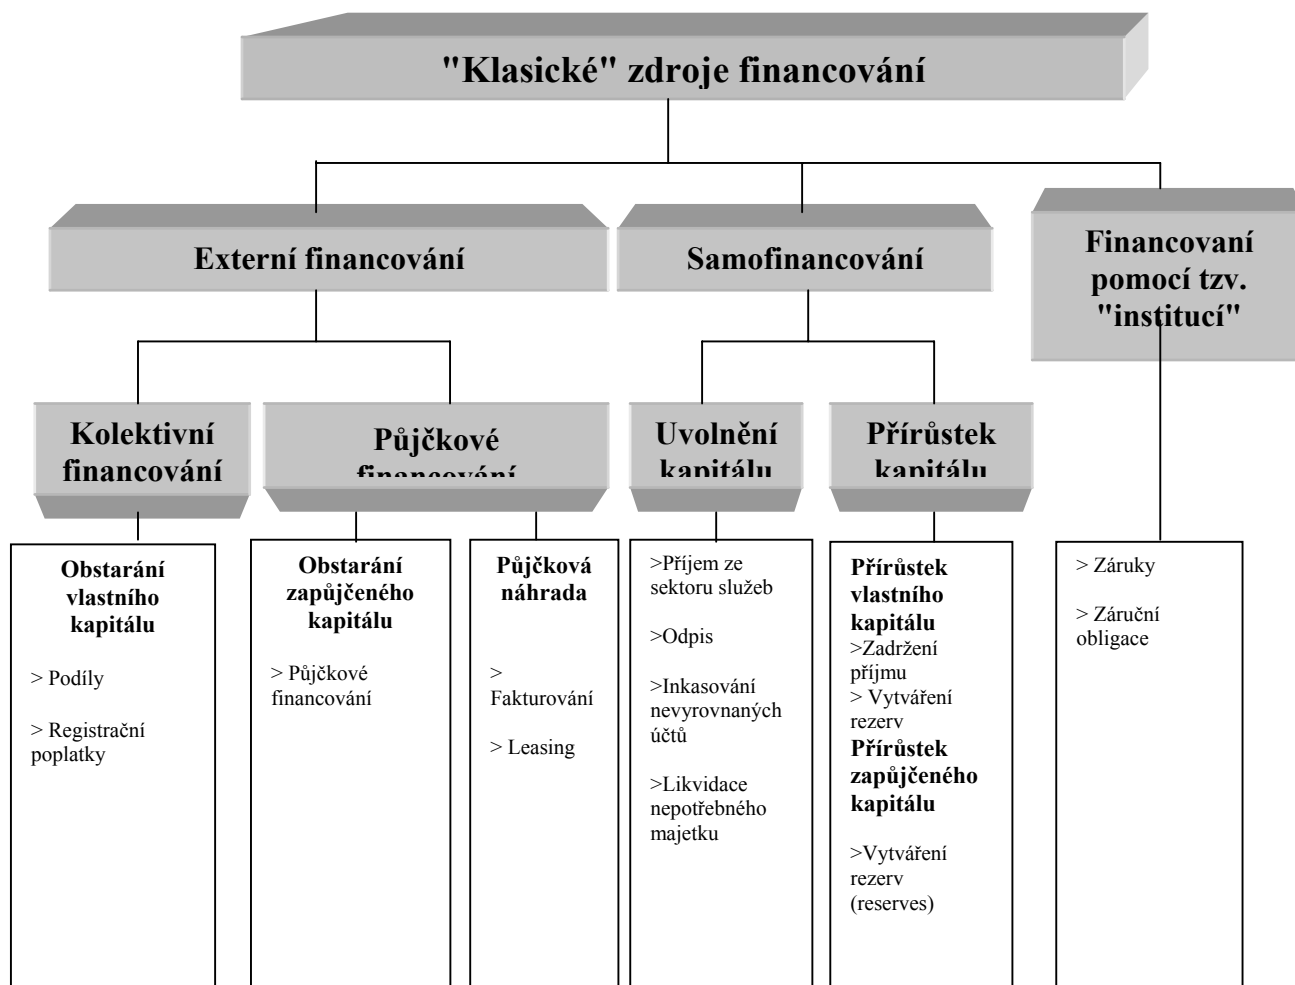 "Klasické" zdroje financování
Externí financování
Samofinancování
Financovaní
pomocí tzv.
"institucí"
Kolektivní
financování
Půjčkové
financování
Uvolnění
kapitálu
Přírůstek
kapitálu
Obstarání
vlastního
kapitálu
> Podíly
> Registrační
poplatky
Obstarání
zapůjčeného
kapitálu
> Půjčkové
financování
Půjčková
náhrada
>
Fakturování
> Leasing
>Příjem ze
sektoru služeb
>Odpis
>Inkasování
nevyrovnaných
účtů
>Likvidace
nepotřebného
majetku
Přírůstek
vlastního
kapitálu
>Zadržení
příjmu
> Vytváření
rezerv
Přírůstek
zapůjčeného
kapitálu
>Vytváření
rezerv
(reserves)
> Záruky
> Záruční
obligace